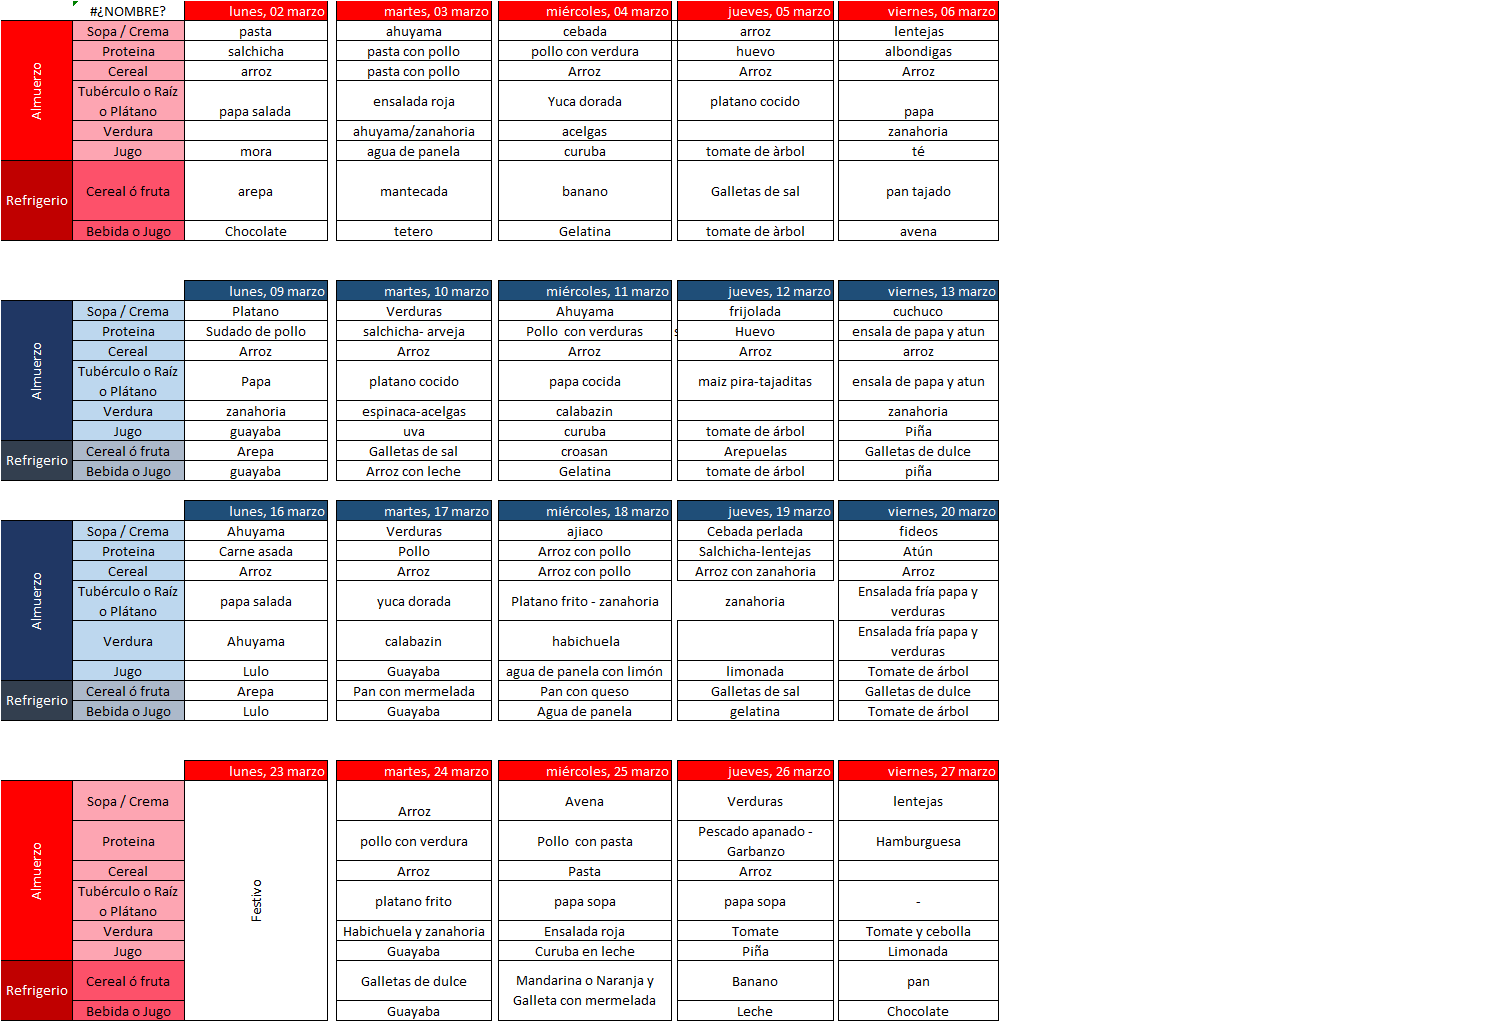 #¿NOMBRE? lunes, 02 marzo martes, 03 marzo miércoles, 04 marzo jueves, 05 marzo viernes, 06 marzo
Almuerzo
Sopa / Crema pasta ahuyama cebada arroz lentejas
Proteina salchicha pasta con pollo pollo con verdura huevo albondigas
Cereal arroz pasta con pollo Arroz Arroz Arroz
Tubérculo o Raíz
o Plátano papa salada ensalada roja Yuca dorada platano cocido papa
Verdura ahuyama/zanahoria acelgas zanahoria
Jugo mora agua de panela curuba tomate de àrbol té
Refrigerio
Cereal ó fruta arepa mantecada banano Galletas de sal pan tajado
Bebida o Jugo Chocolate tetero Gelatina tomate de àrbol avena
lunes, 09 marzo martes, 10 marzo miércoles, 11 marzo jueves, 12 marzo viernes, 13 marzo
Almuerzo
Sopa / Crema Platano Verduras Ahuyama frijolada cuchuco
Proteina Sudado de pollo salchicha- arveja Pollo  con verduras s Huevo ensala de papa y atun
Cereal Arroz Arroz Arroz Arroz arroz
Tubérculo o Raíz
o Plátano Papa platano cocido papa cocida maiz pira-tajaditas ensala de papa y atun
Verdura zanahoria espinaca-acelgas calabazin zanahoria
Jugo guayaba uva curuba tomate de árbol Piña
Refrigerio
Cereal ó fruta Arepa Galletas de sal croasan Arepuelas Galletas de dulce
Bebida o Jugo guayaba Arroz con leche Gelatina tomate de árbol piña
lunes, 16 marzo martes, 17 marzo miércoles, 18 marzo jueves, 19 marzo viernes, 20 marzo
Almuerzo
Sopa / Crema Ahuyama Verduras ajiaco Cebada perlada fideos
Proteina Carne asada Pollo Arroz con pollo Salchicha-lentejas Atún
Cereal Arroz Arroz Arroz con pollo Arroz con zanahoria Arroz
Tubérculo o Raíz
o Plátano papa salada yuca dorada Platano frito - zanahoria zanahoria Ensalada fría papa y
verduras
Verdura Ahuyama calabazin habichuela Ensalada fría papa y
verduras
Jugo Lulo Guayaba agua de panela con limón limonada Tomate de árbol
Refrigerio
Cereal ó fruta Arepa Pan con mermelada Pan con queso Galletas de sal Galletas de dulce
Bebida o Jugo Lulo Guayaba Agua de panela gelatina Tomate de árbol
lunes, 23 marzo martes, 24 marzo miércoles, 25 marzo jueves, 26 marzo viernes, 27 marzo
Almuerzo
Festivo
Sopa / Crema Arroz Avena Verduras lentejas
Proteina pollo con verdura Pollo  con pasta Pescado apanado -
Garbanzo Hamburguesa
Cereal Arroz Pasta Arroz
Tubérculo o Raíz
o Plátano platano frito papa sopa papa sopa -
Verdura Habichuela y zanahoria Ensalada roja Tomate Tomate y cebolla
Jugo Guayaba Curuba en leche Piña Limonada
Refrigerio
Cereal ó fruta Galletas de dulce Mandarina o Naranja y
Galleta con mermelada Banano pan
Bebida o Jugo Guayaba Leche Chocolate